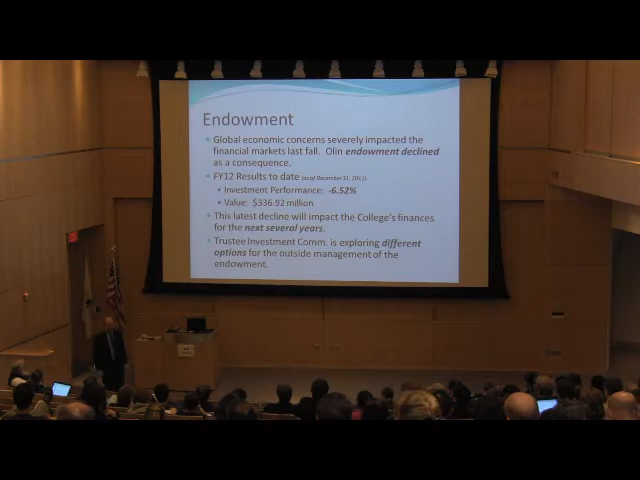 Endowment
Global economic concerns severely impacted the
financial markets last fall. Olin endowment declined
as a consequence.
FY12 Results to date (as of December 31, 2011)
Investment Performance: -6.52%
Value: $336.92 million
This latest decline will impact the College's finances
for the next several years.
Trustee Investment Comm. is exploring different
options for the outside management of the
endowment.